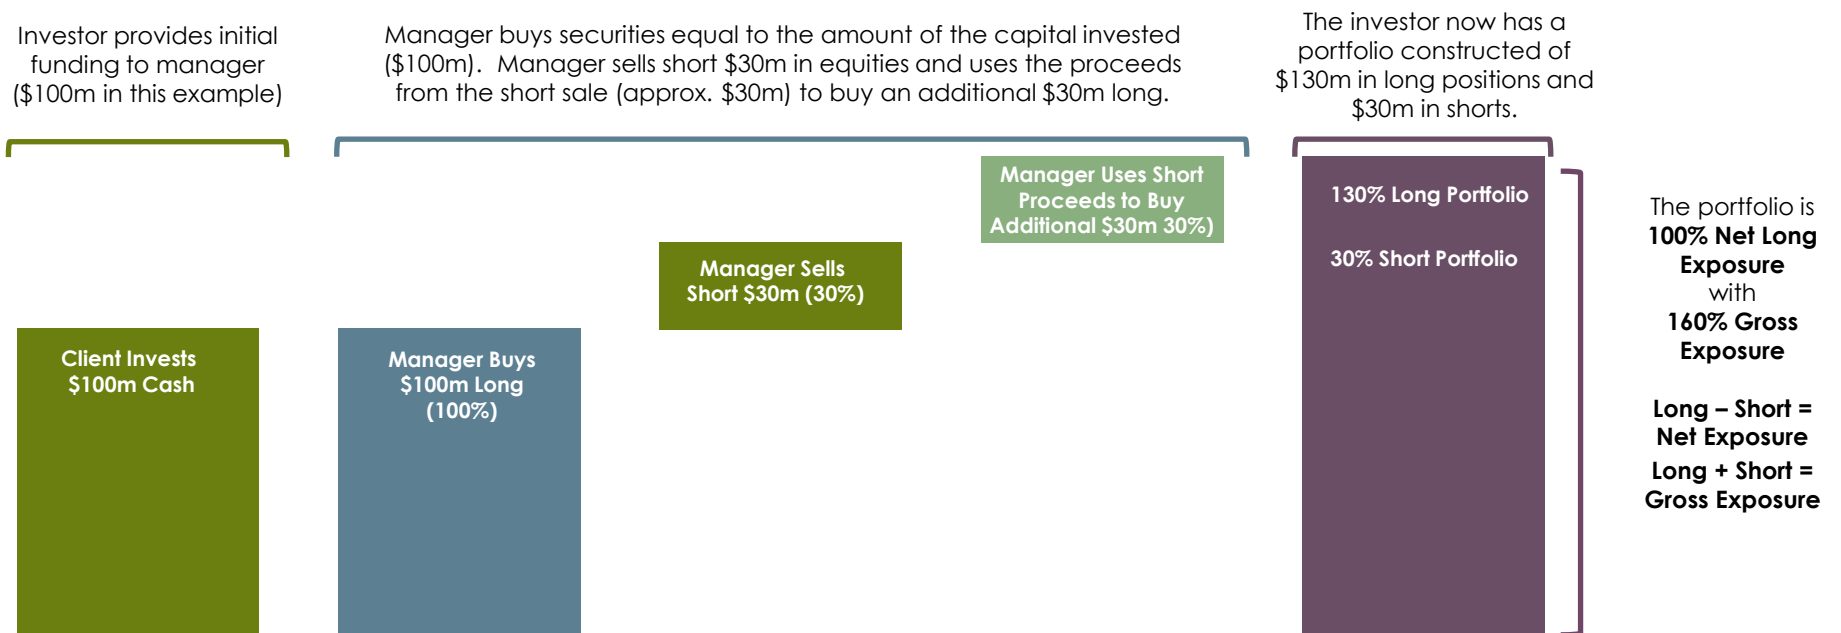 Investor provides initial
funding to manager
($100m in this example)
Manager buys securities equal to the amount of the capital invested
($100m).  Manager sells short $30m in equities and uses the proceeds
from the short sale (approx. $30m) to buy an additional $30m long.
The investor now has a
portfolio constructed of
$130m in long positions and
$30m in shorts.
Client Invests
$100m Cash
Manager Buys
$100m Long
(100%)
Manager Sells
Short $30m (30%)
Manager Uses Short
Proceeds to Buy
Additional $30m 30%)
130% Long Portfolio
30% Short Portfolio
The portfolio is
100% Net Long
Exposure
with
160% Gross
Exposure
Long – Short =
Net Exposure
Long + Short =
Gross Exposure